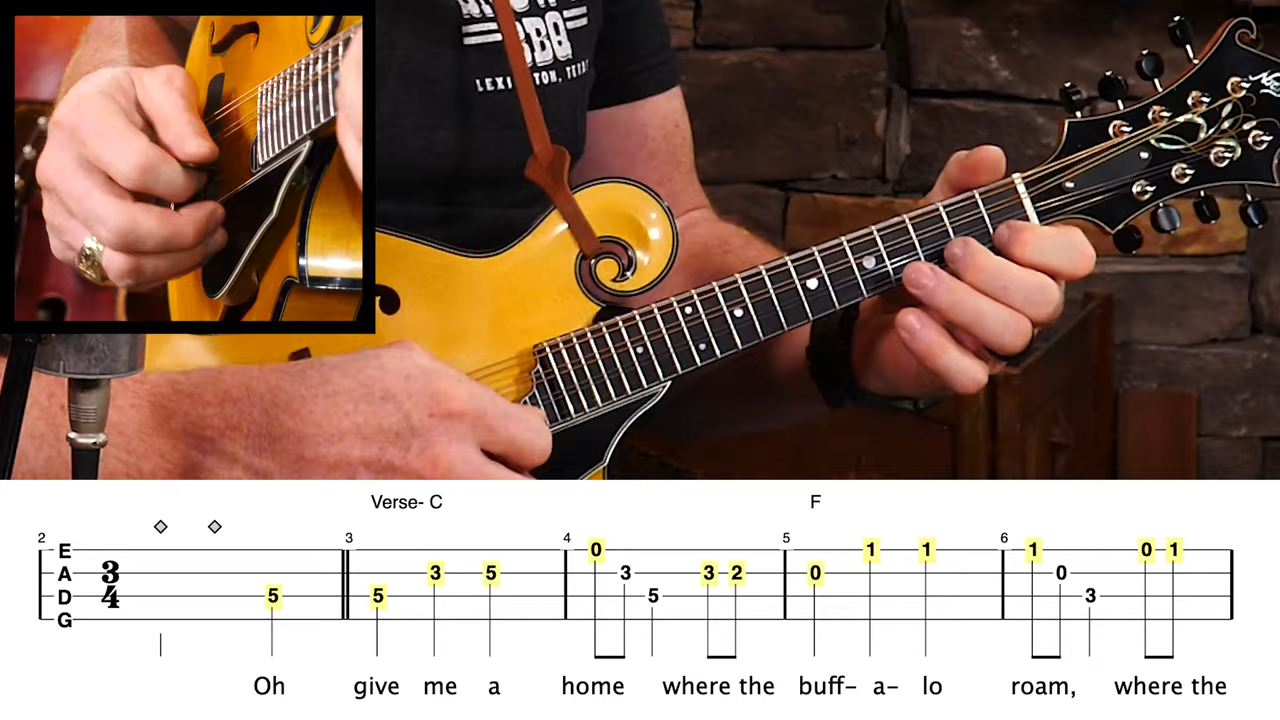 BBQ
LEXINGTON, TEXAS
Verse- C F
2 3 4 5 6
E 0 1 1 1 0 1
A 3 5 3 3 2 0 0
D 5 5 5 3
G
3
4
Oh give me a home where the buff- a- lo roam, where the